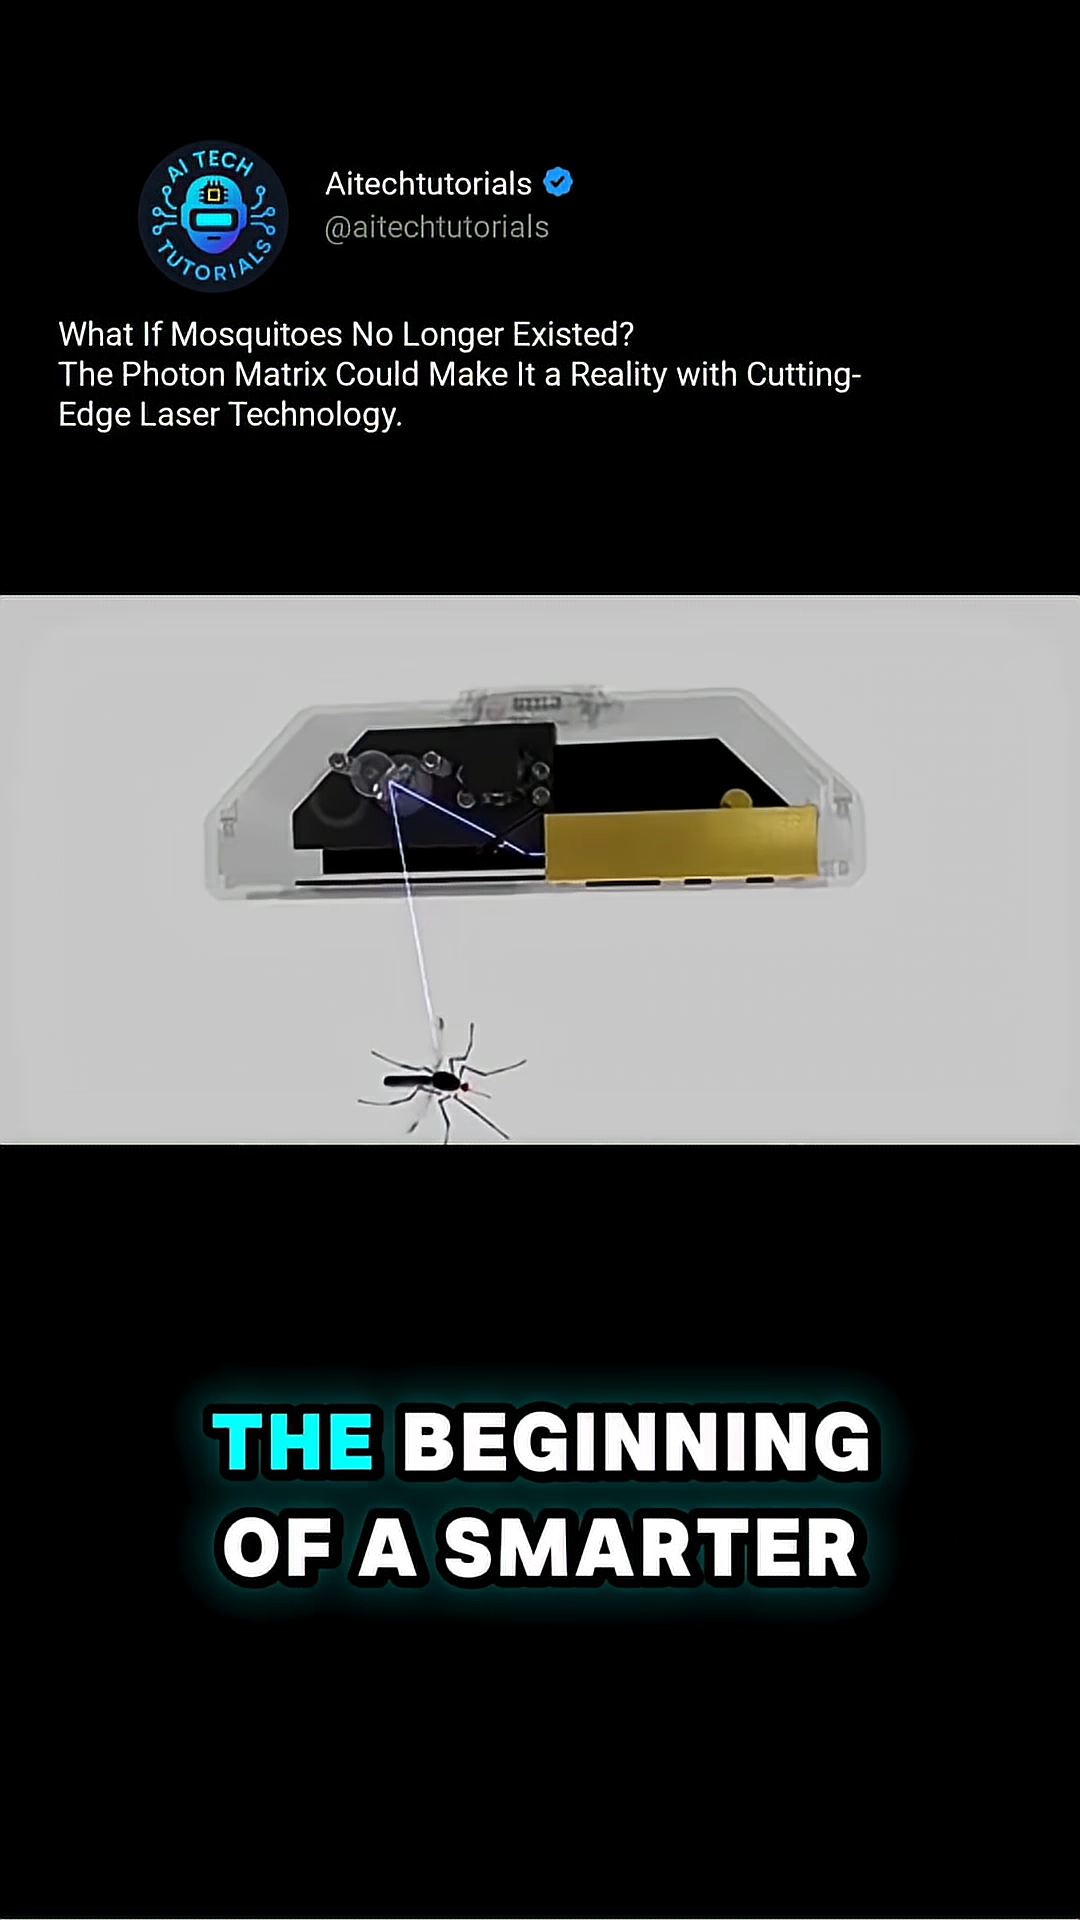 AI TECH
TUTORIALS
Aitechtutorials
@aitechtutorials
What If Mosquitoes No Longer Existed?
The Photon Matrix Could Make It a Reality with Cutting-
Edge Laser Technology.
THE BEGINNING
OF A SMARTER